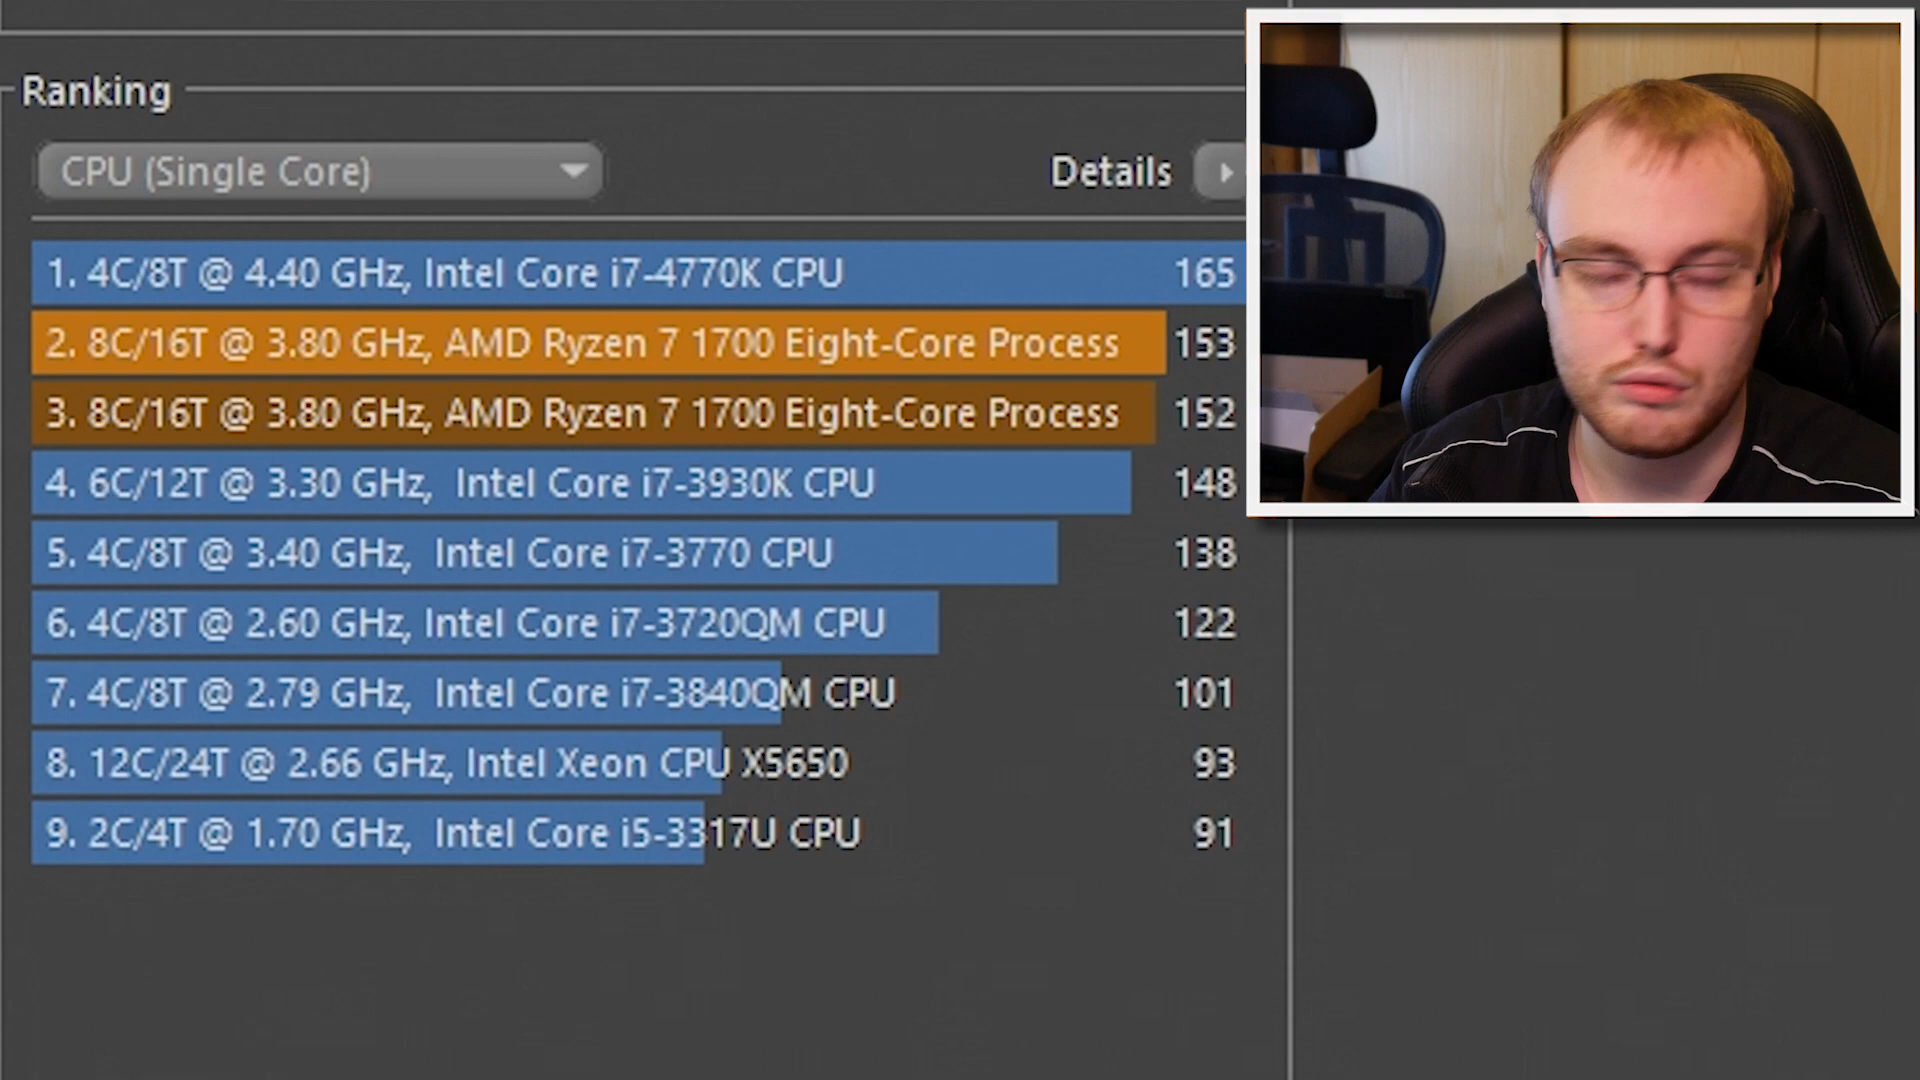 Ranking
CPU (Single Core)
Details
1. 4C/8T @ 4.40 GHz, Intel Core i7-4770K CPU 165
2. 8C/16T @ 3.80 GHz, AMD Ryzen 7 1700 Eight-Core Process 153
3. 8C/16T @ 3.80 GHz, AMD Ryzen 7 1700 Eight-Core Process 152
4. 6C/12T @ 3.30 GHz, Intel Core i7-3930K CPU 148
5. 4C/8T @ 3.40 GHz, Intel Core i7-3770 CPU 138
6. 4C/8T @ 2.60 GHz, Intel Core i7-3720QM CPU 122
7. 4C/8T @ 2.79 GHz, Intel Core i7-3840QM CPU 101
8. 12C/24T @ 2.66 GHz, Intel Xeon CPU X5650 93
9. 2C/4T @ 1.70 GHz, Intel Core i5-3317U CPU 91